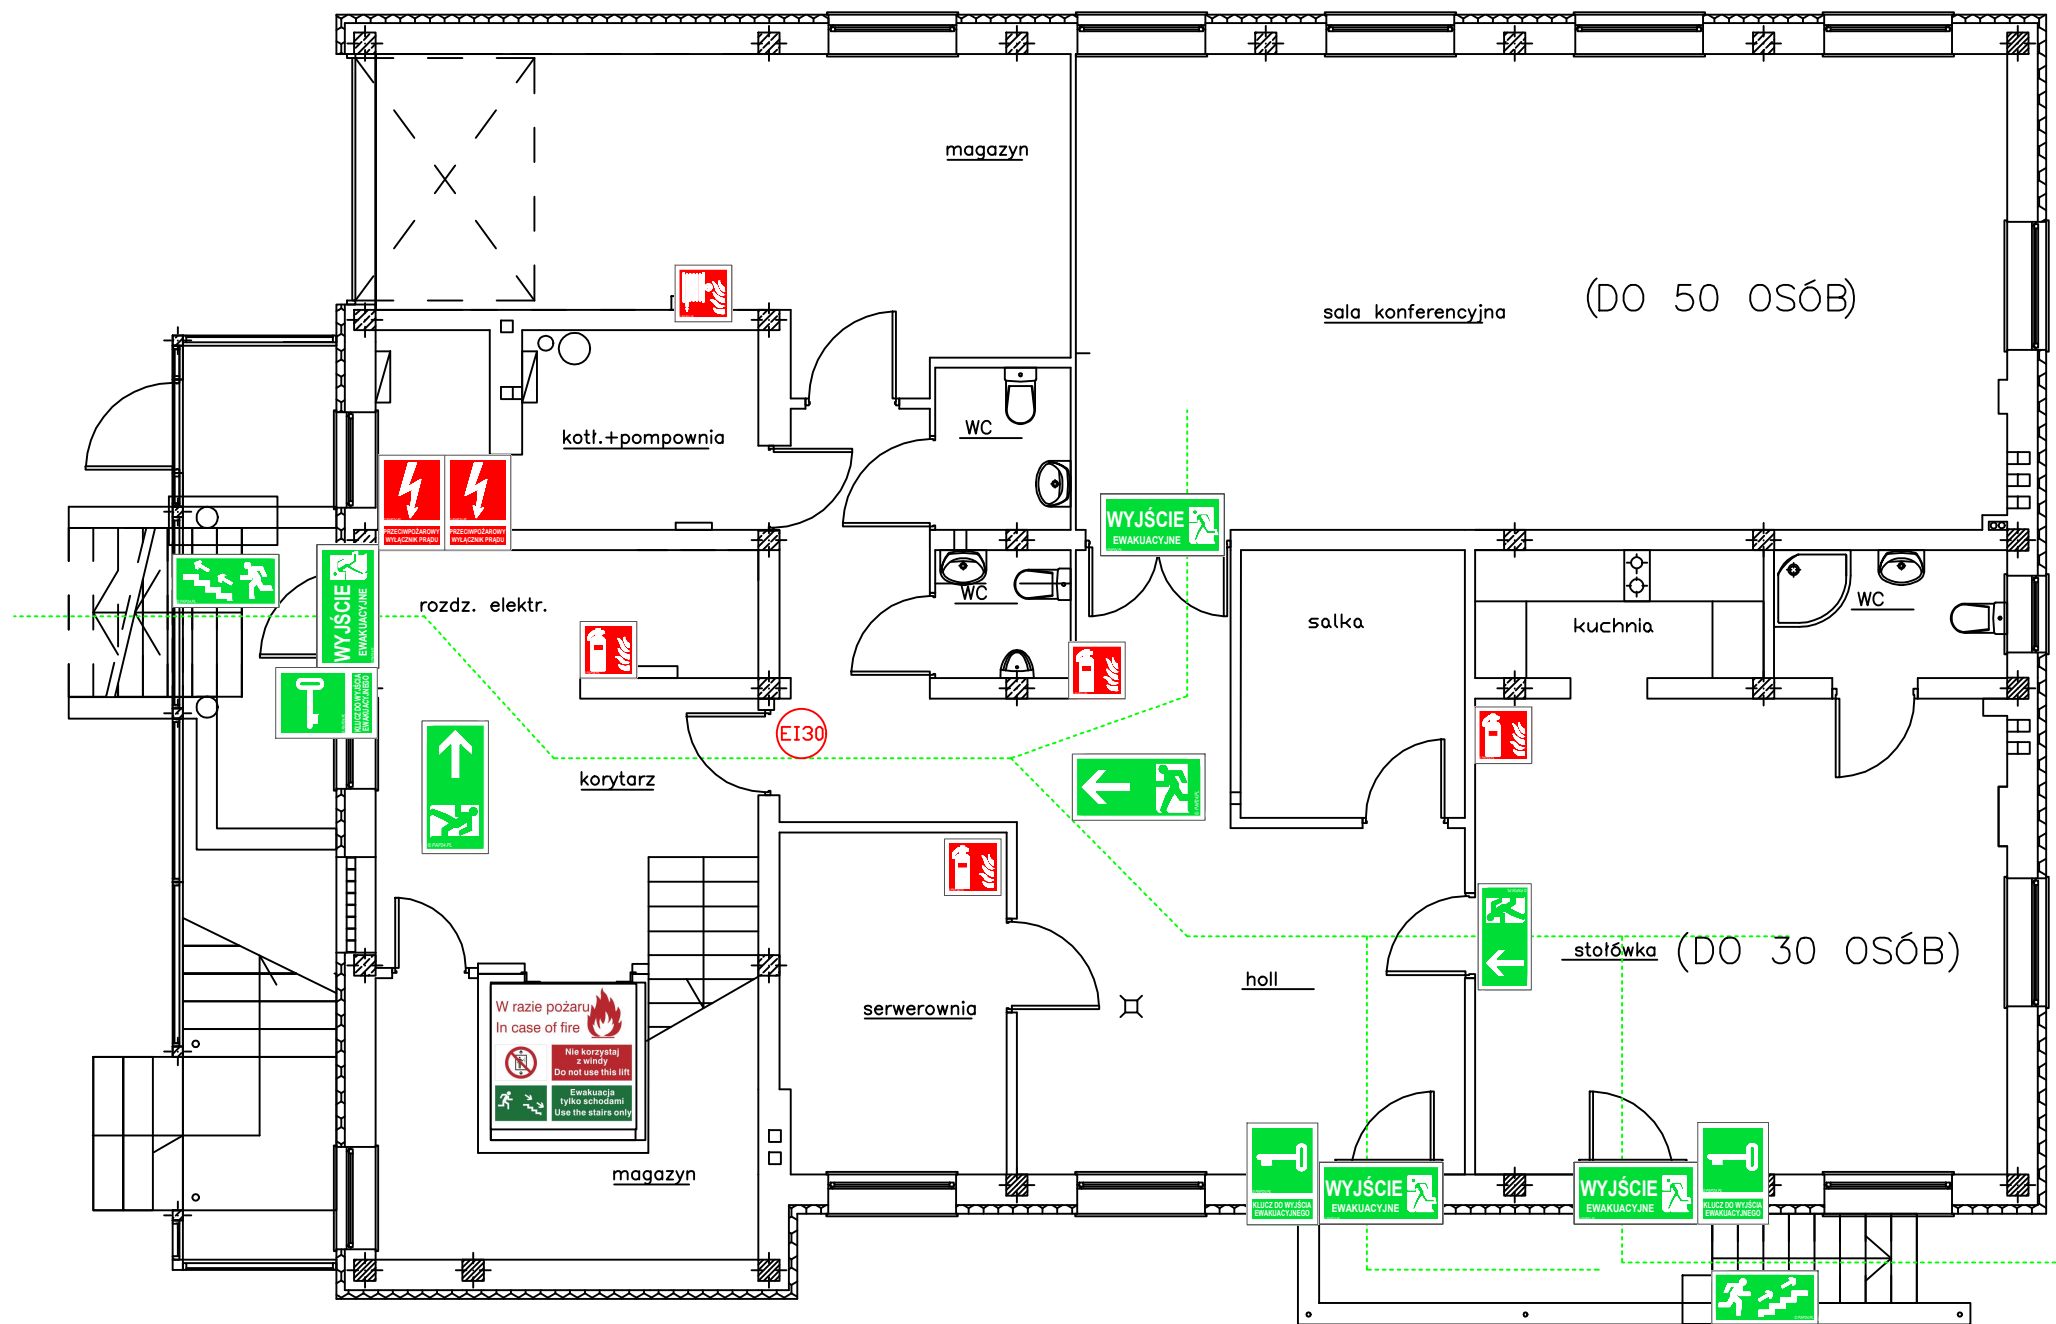 magazyn
sala konferencyjna
(DO 50 OSÓB)
kotł.+pompownia
WC
PRZECIWPOŻAROWY
WYŁĄCZNIK PRĄDU
PRZECIWPOŻAROWY
WYŁĄCZNIK PRĄDU
WYJŚCIE
EWAKUACYJNE
WYJŚCIE
EWAKUACYJNE
rozdz. elektr.
WC
salka
kuchnia
WC
KLUCZ DO WYJŚCIA
EWAKUACYJNEGO
EI30
korytarz
stołówka
(DO 30 OSÓB)
holl
serwerownia
W razie pożaru
In case of fire
Nie korzystaj
z windy
Do not use this lift
Ewakuacja
tylko schodami
Use the stairs only
magazyn
KLUCZ DO WYJŚCIA
EWAKUACYJNEGO
WYJŚCIE
EWAKUACYJNE
WYJŚCIE
EWAKUACYJNE
KLUCZ DO WYJŚCIA
EWAKUACYJNEGO